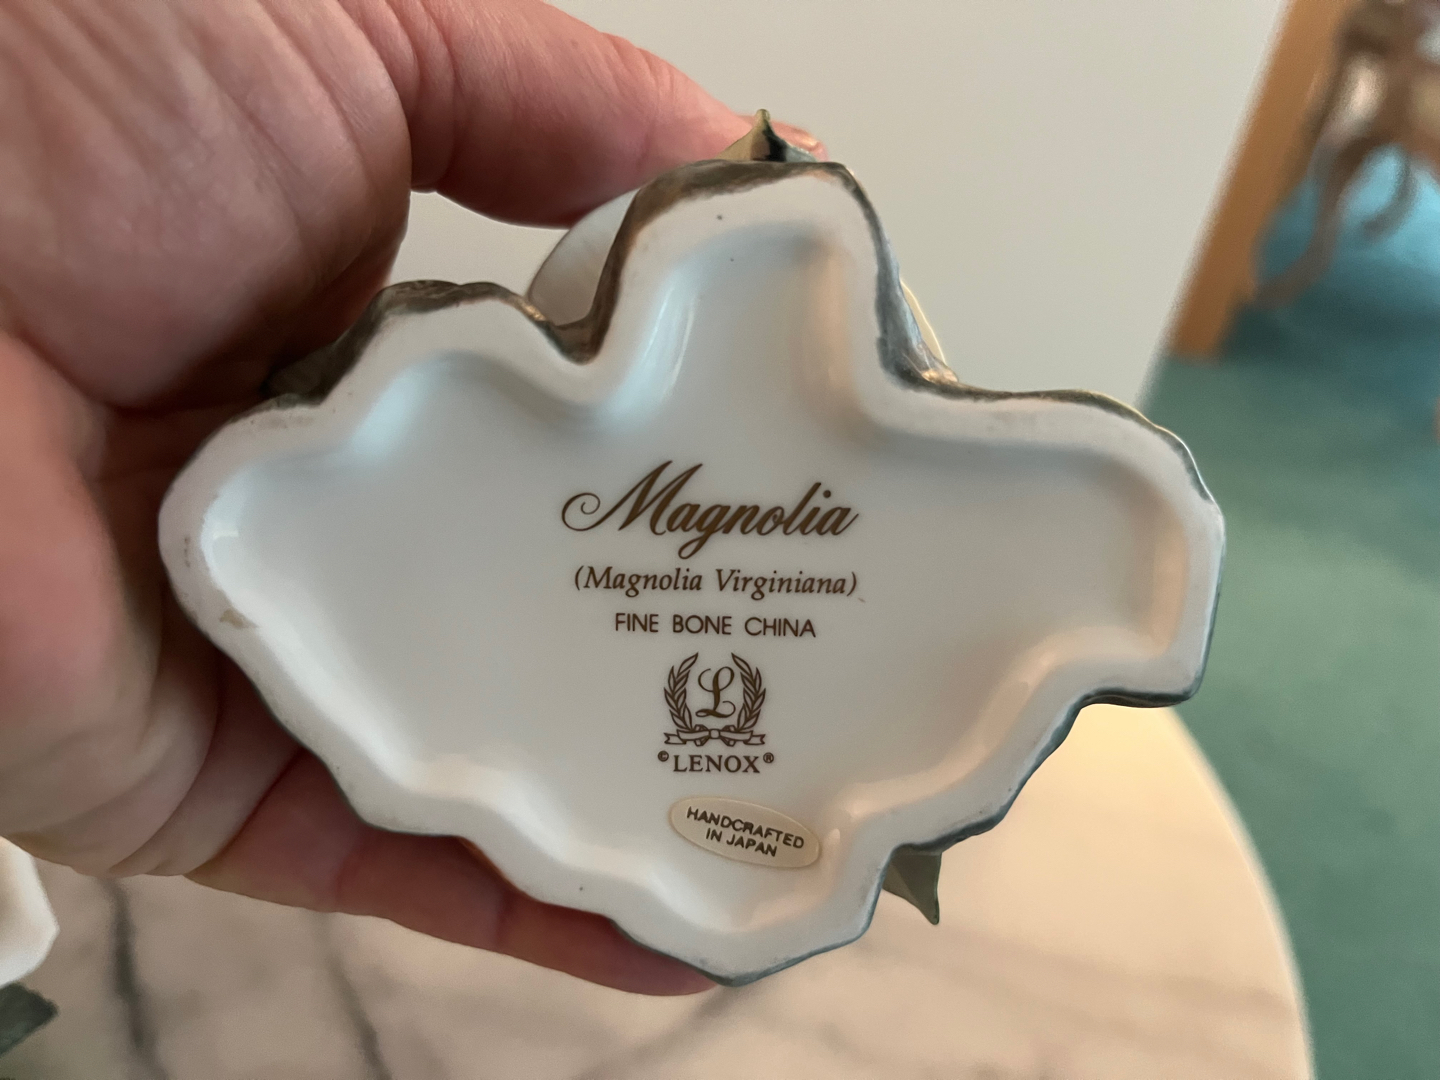 Magnolia
(Magnolia Virginiana)
FINE BONE CHINA
L
©LENOX®
HANDCRAFTED
IN JAPAN